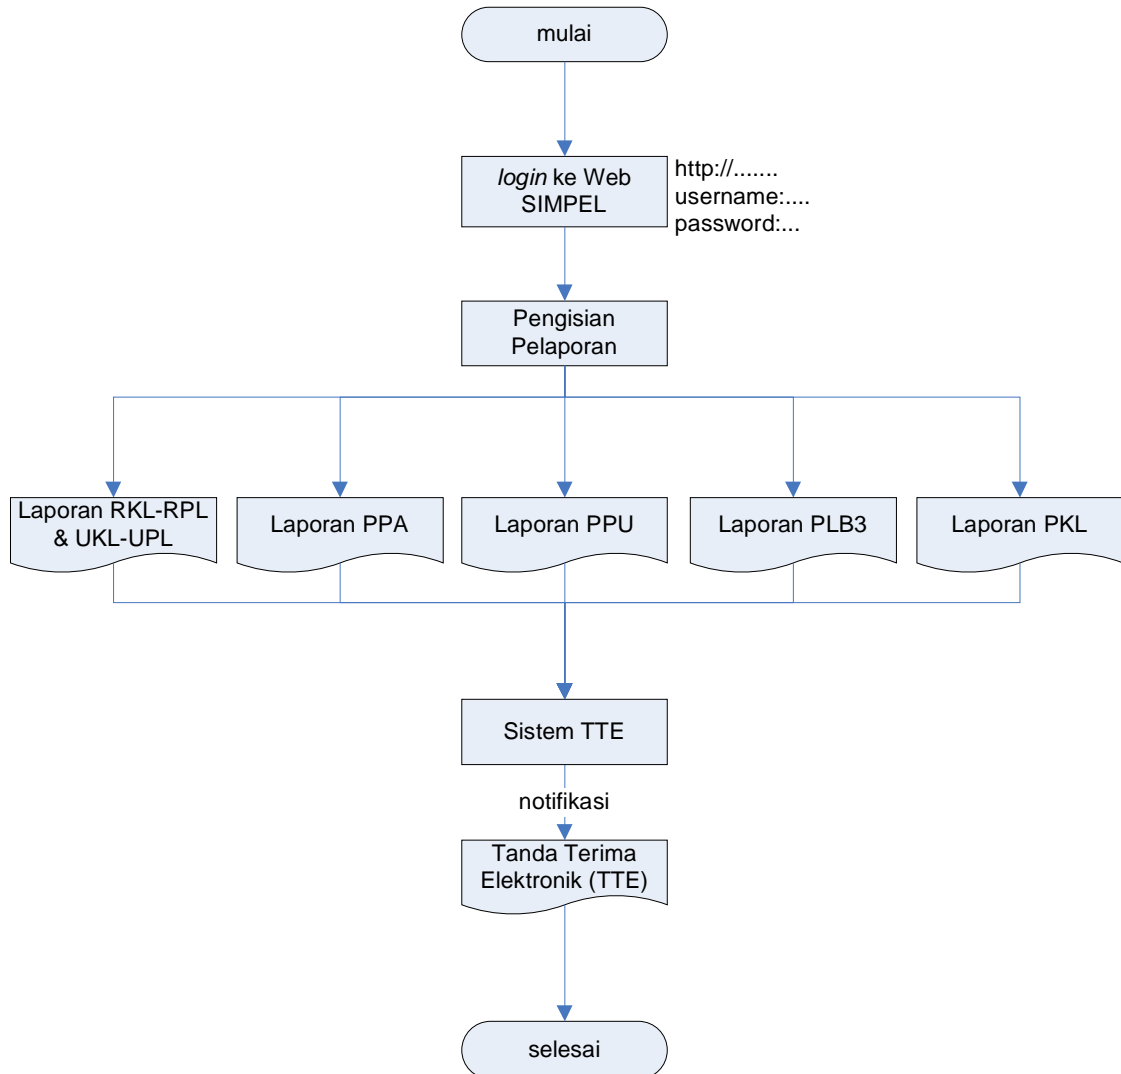 mulai
login ke Web
SIMPEL
http://.......
username:....
password:...
Pengisian
Pelaporan
Laporan RKL-RPL
& UKL-UPL
Laporan PPA
Laporan PPU
Laporan PLB3
Laporan PKL
Sistem TTE
notifikasi
Tanda Terima
Elektronik (TTE)
selesai